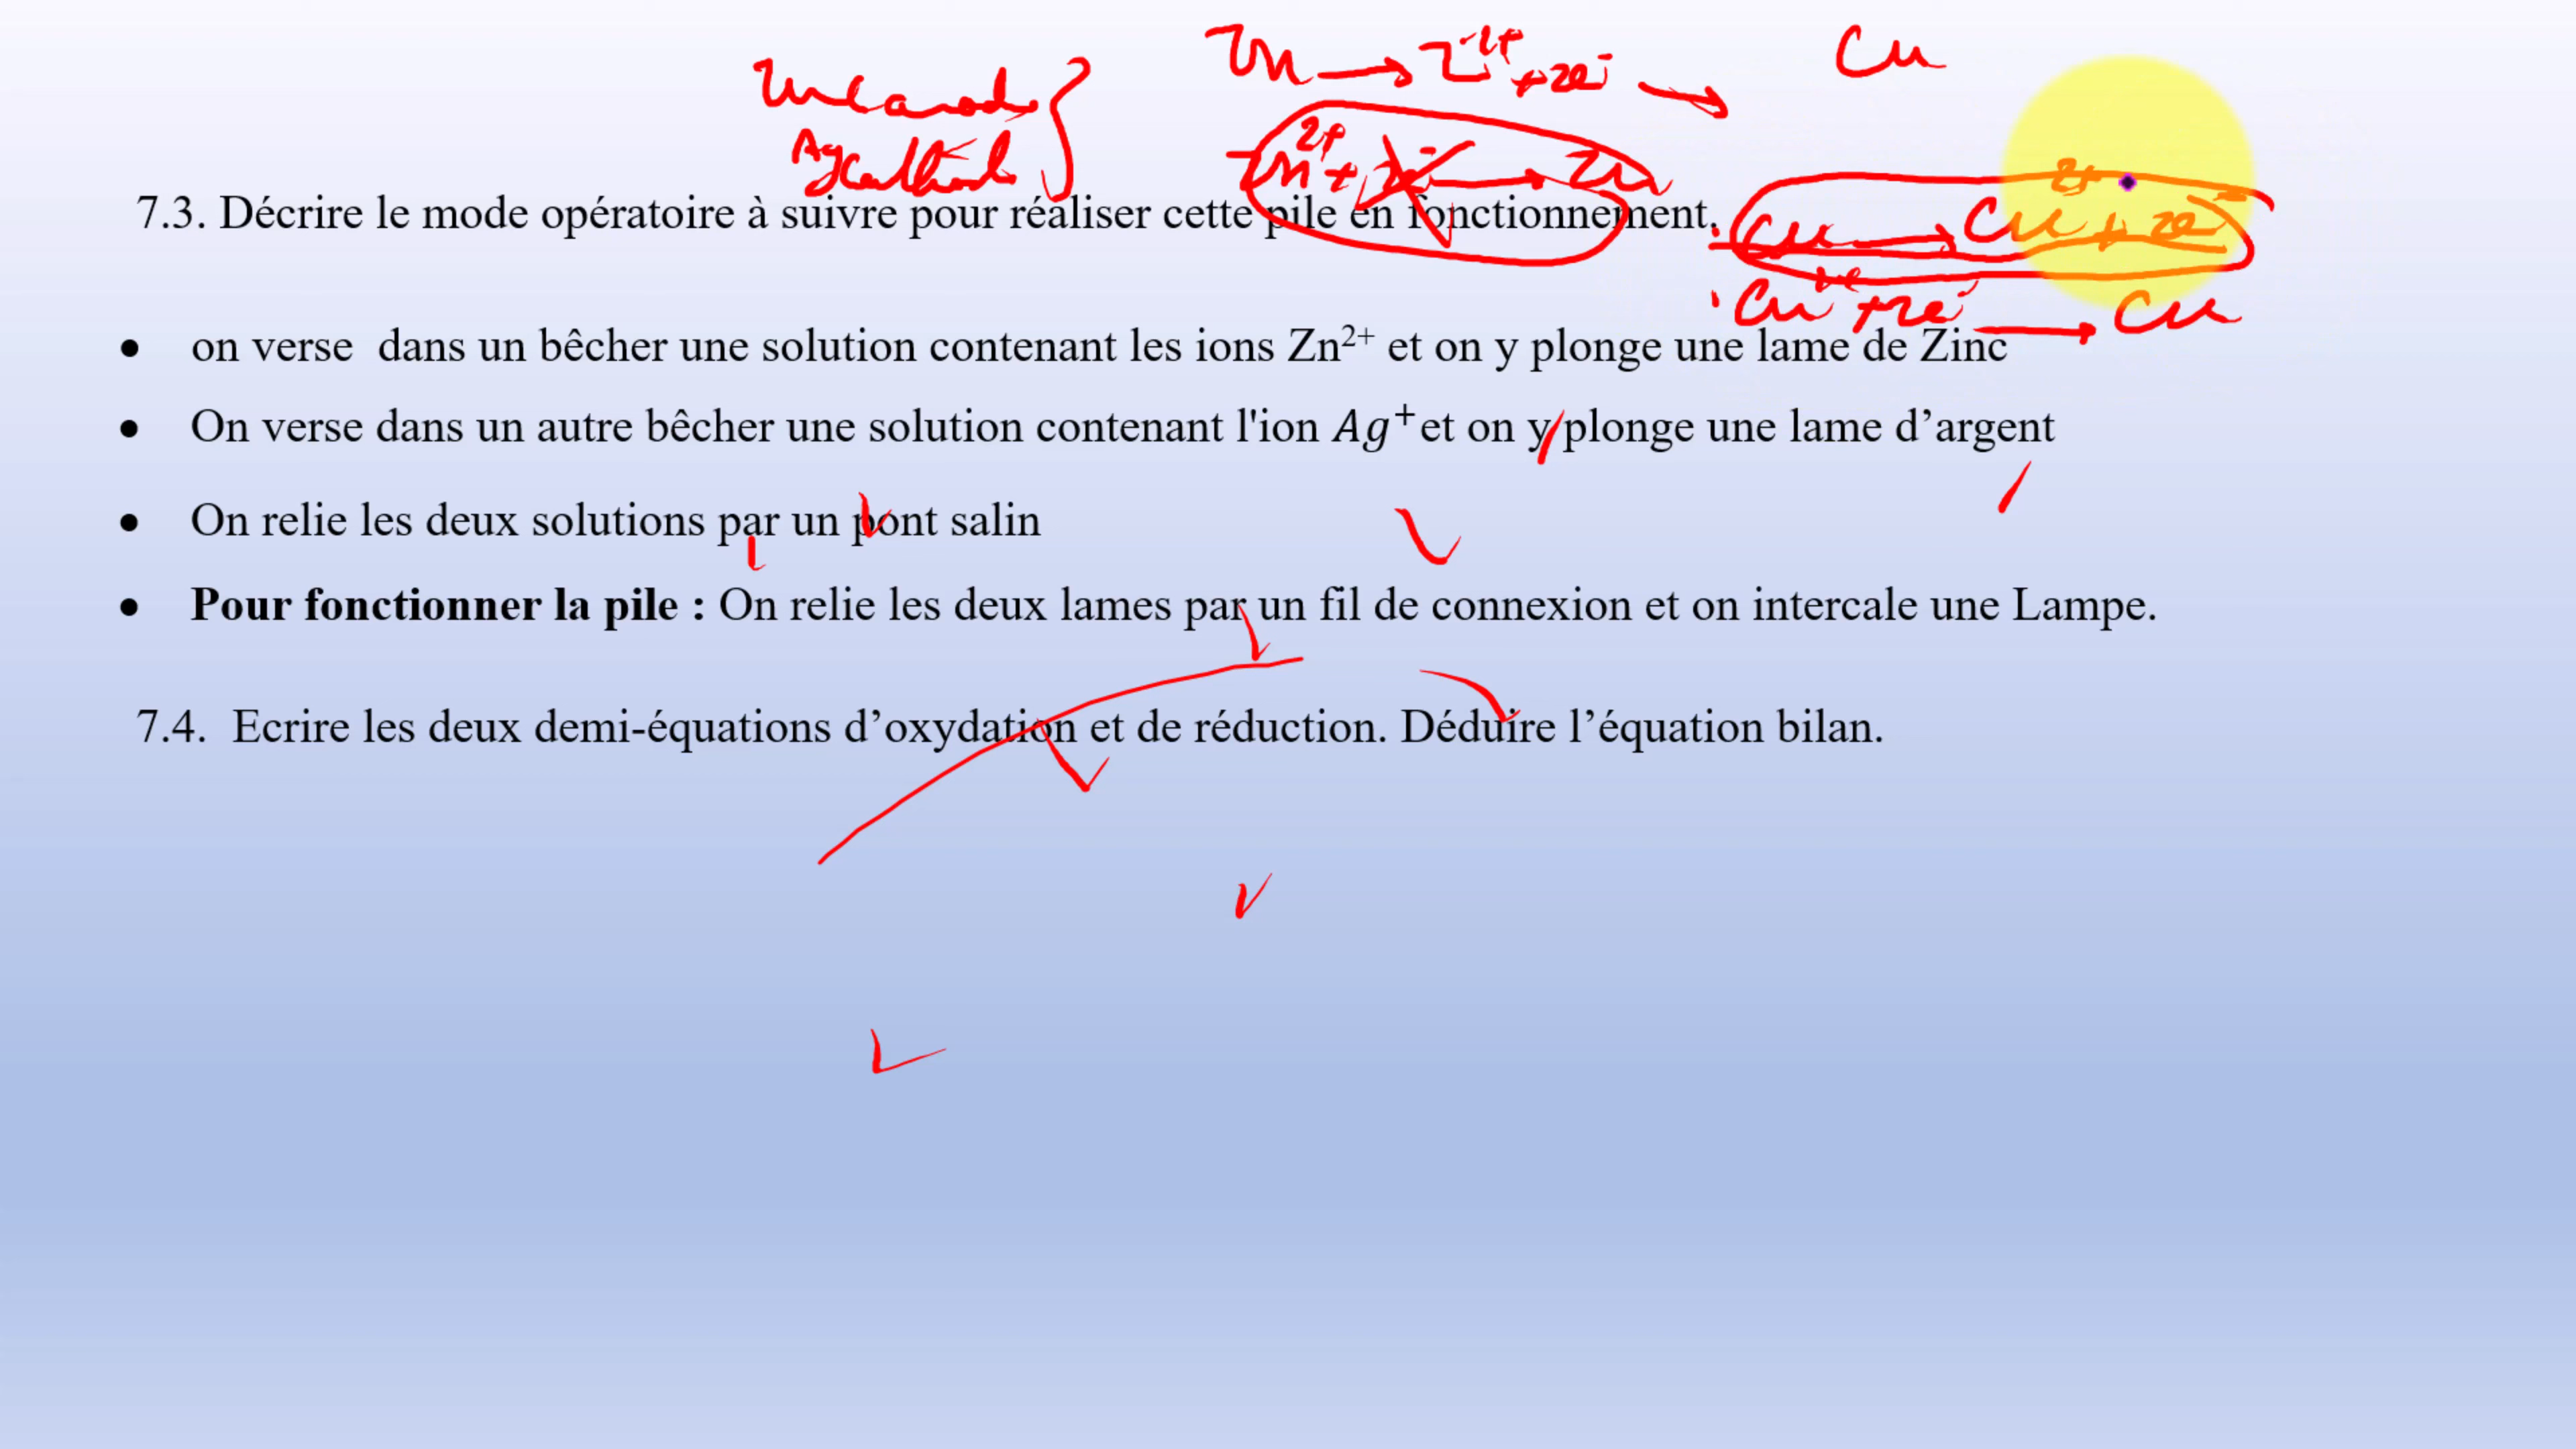 Zn → Zn²⁺ + 2e⁻ → Cu
Zn anode
Ag cathode
Zn²⁺ + 2e⁻ → Zn
7.3. Décrire le mode opératoire à suivre pour réaliser cette pile en fonctionnement.
Cu → Cu²⁺ + 2e⁻
Cu²⁺ + 2e⁻ → Cu
• on verse dans un bêcher une solution contenant les ions Zn²⁺ et on y plonge une lame de Zinc
• On verse dans un autre bêcher une solution contenant l'ion Ag⁺et on y plonge une lame d’argent
• On relie les deux solutions par un pont salin
• Pour fonctionner la pile : On relie les deux lames par un fil de connexion et on intercale une Lampe.
7.4. Ecrire les deux demi-équations d’oxydation et de réduction. Déduire l’équation bilan.